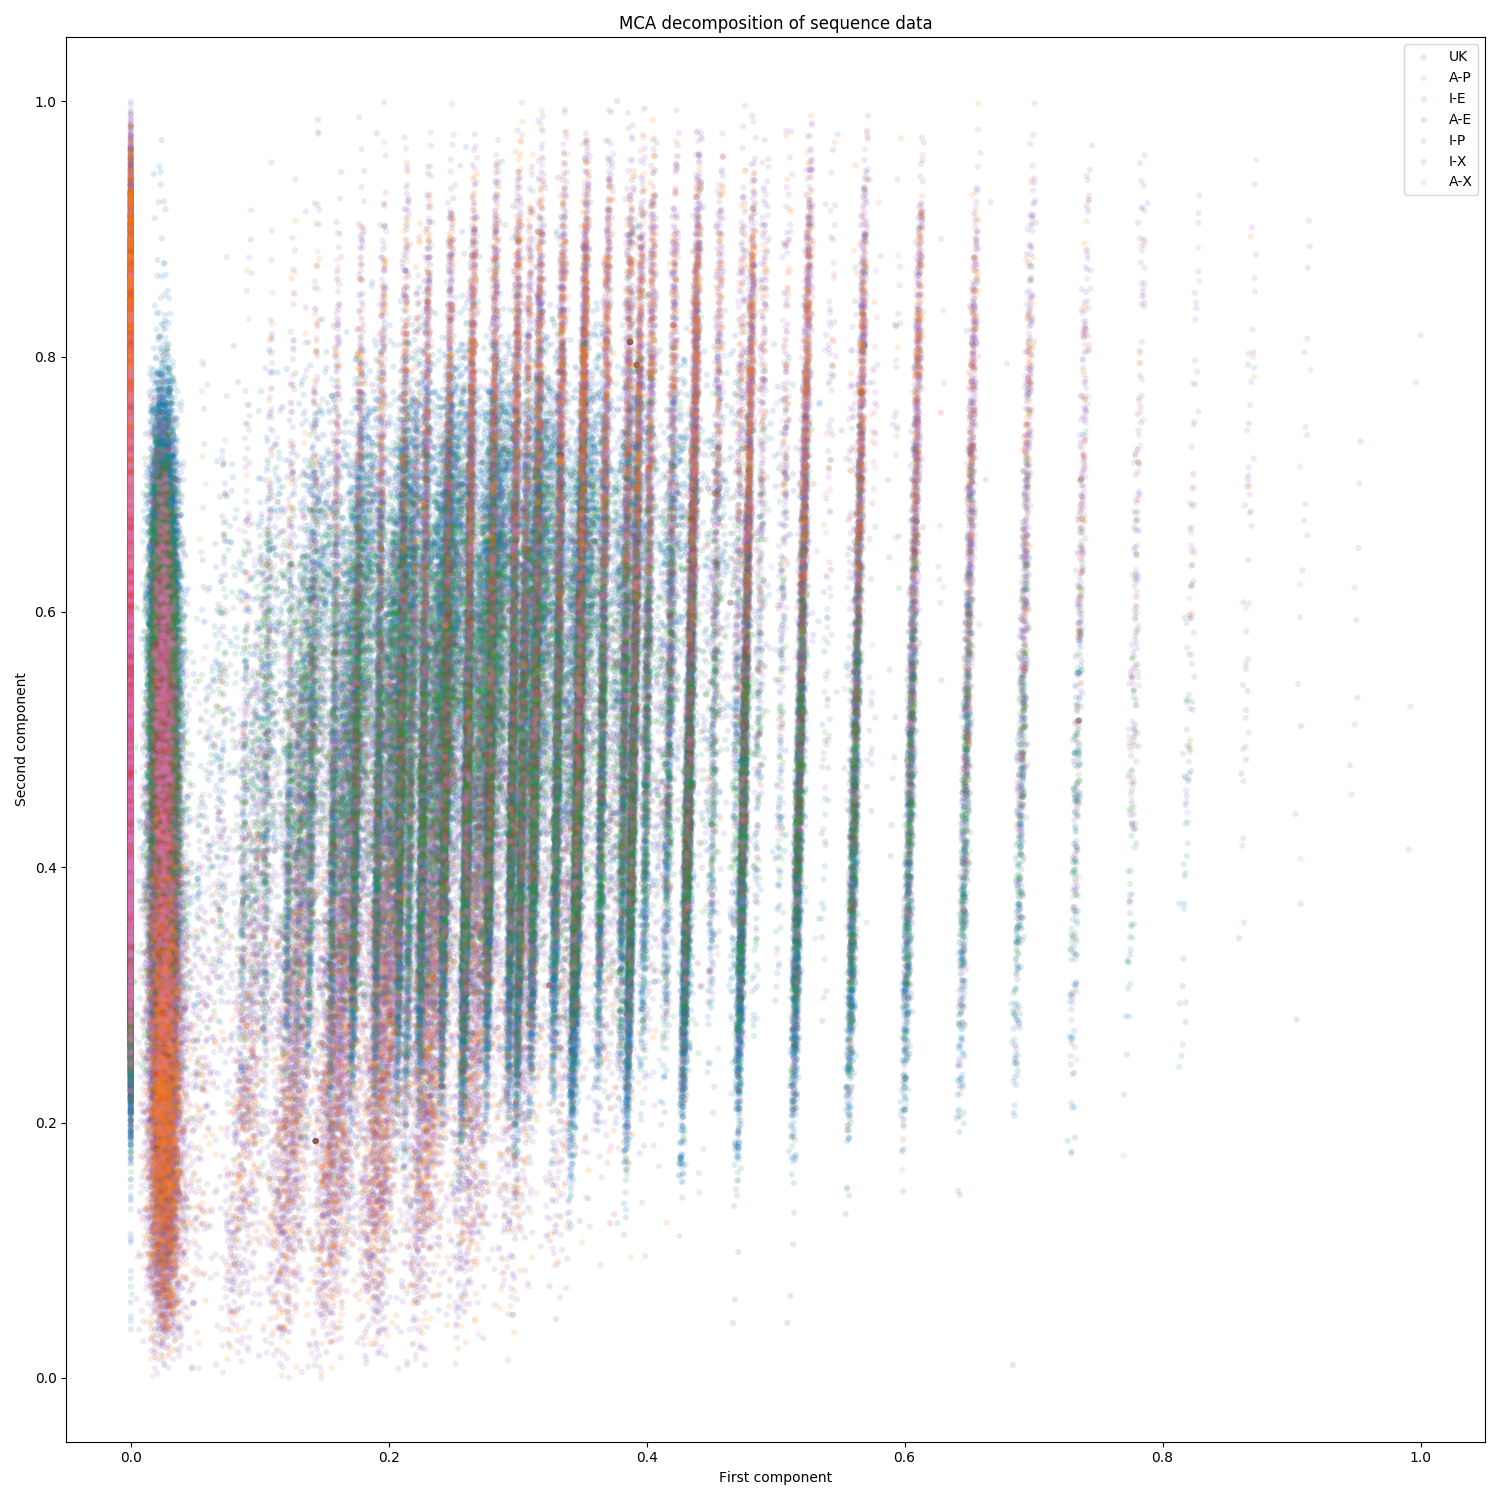 MCA decomposition of sequence data
UK
A-P
I-E
A-E
I-P
I-X
A-X
1.0
0.8
0.6
0.4
0.2
0.0
Second component
0.0
0.2
0.4
0.6
0.8
1.0
First component